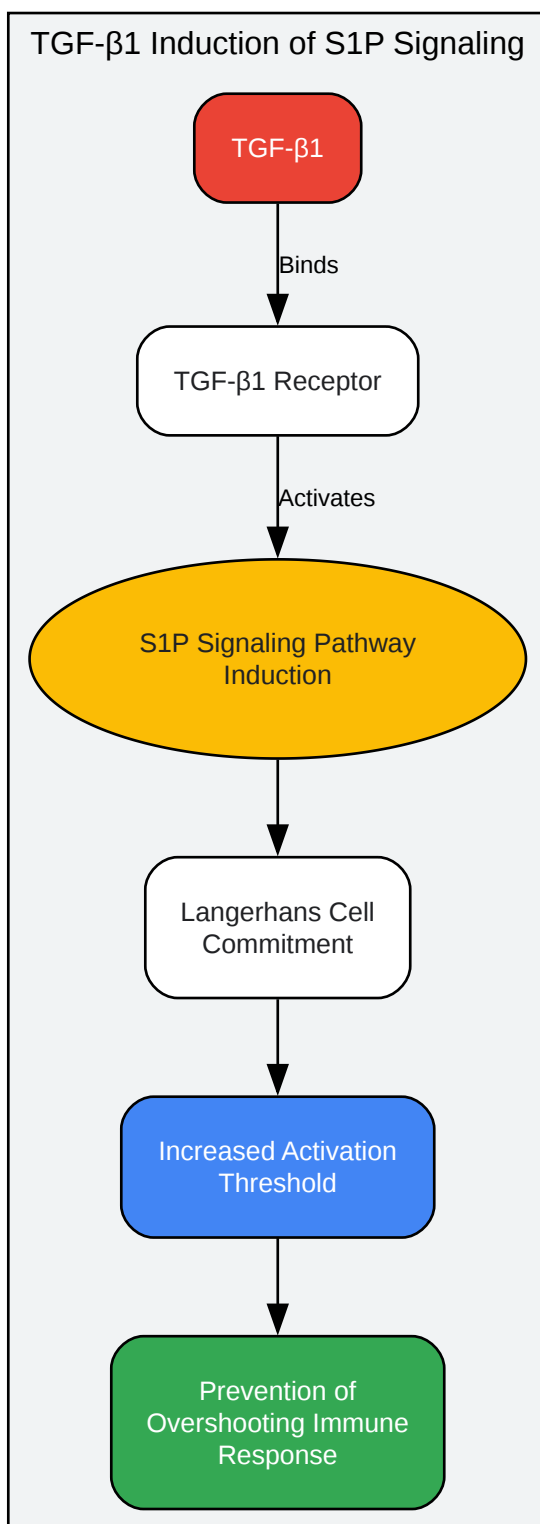 TGF-β1 Induction of S1P Signaling
TGF-β1
Binds
TGF-β1 Receptor
Activates
S1P Signaling Pathway
Induction
Langerhans Cell
Commitment
Increased Activation
Threshold
Prevention of
Overshooting Immune
Response